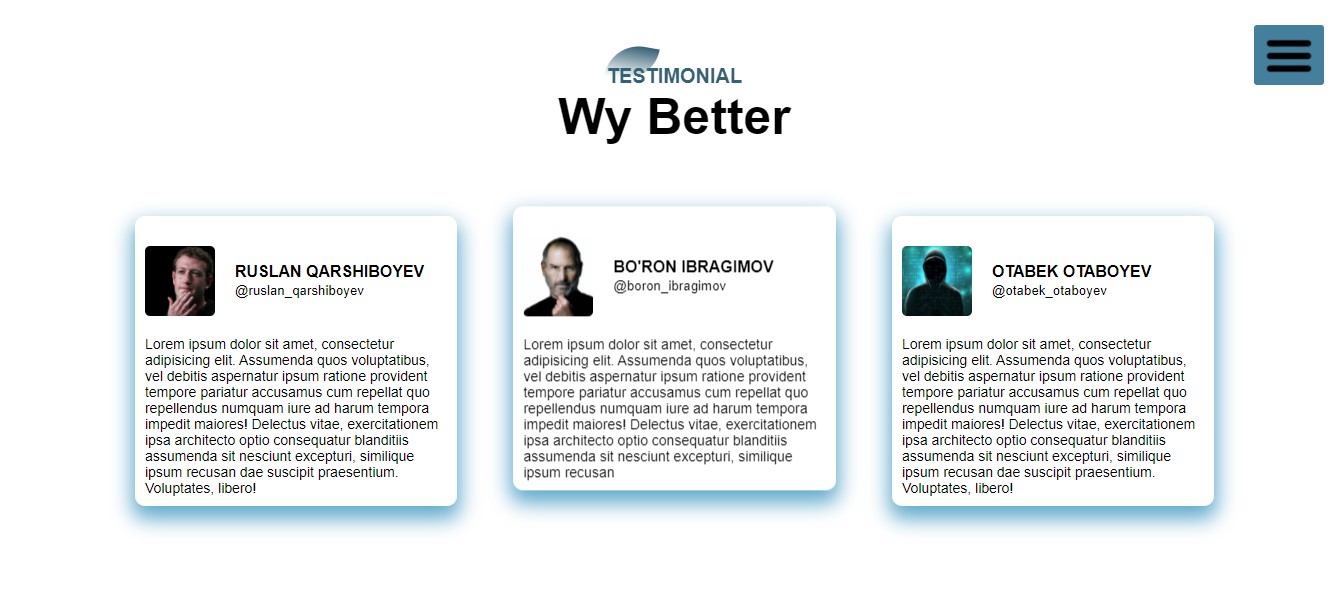 TESTIMONIAL
Wy Better
RUSLAN QARSHIBOYEV
@ruslan_qarshiboyev
Lorem ipsum dolor sit amet, consectetur
adipisicing elit. Assumenda quos voluptatibus,
vel debitis aspernatur ipsum ratione provident
tempore pariatur accusamus cum repellat quo
repellendus numquam iure ad harum tempora
impedit maiores! Delectus vitae, exercitationem
ipsa architecto optio consequatur blanditiis
assumenda sit nesciunt excepturi, similique
ipsum recusan dae suscipit praesentium.
Voluptates, libero!
BO'RON IBRAGIMOV
@boron_ibragimov
Lorem ipsum dolor sit amet, consectetur
adipisicing elit. Assumenda quos voluptatibus,
vel debitis aspernatur ipsum ratione provident
tempore pariatur accusamus cum repellat quo
repellendus numquam iure ad harum tempora
impedit maiores! Delectus vitae, exercitationem
ipsa architecto optio consequatur blanditiis
assumenda sit nesciunt excepturi, similique
ipsum recusan
OTABEK OTABOYEV
@otabek_otaboyev
Lorem ipsum dolor sit amet, consectetur
adipisicing elit. Assumenda quos voluptatibus,
vel debitis aspernatur ipsum ratione provident
tempore pariatur accusamus cum repellat quo
repellendus numquam iure ad harum tempora
impedit maiores! Delectus vitae, exercitationem
ipsa architecto optio consequatur blanditiis
assumenda sit nesciunt excepturi, similique
ipsum recusan dae suscipit praesentium.
Voluptates, libero!